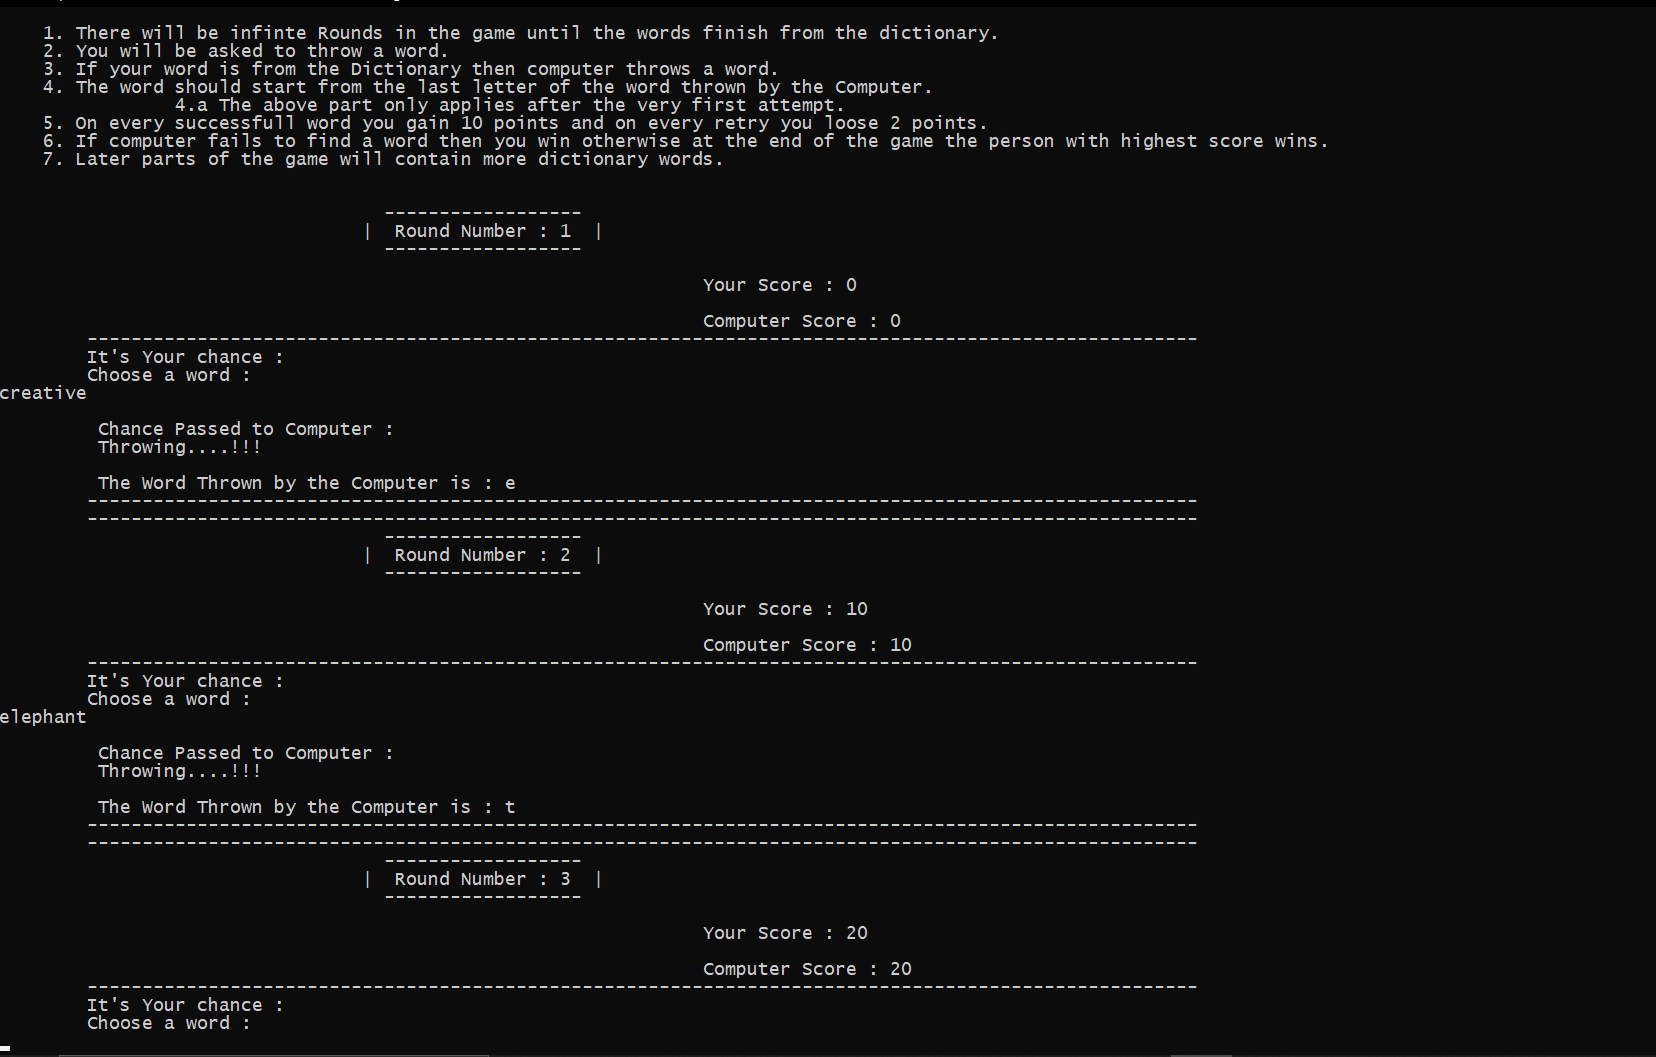 1. There will be infinte Rounds in the game until the words finish from the dictionary.
2. You will be asked to throw a word.
3. If your word is from the Dictionary then computer throws a word.
4. The word should start from the last letter of the word thrown by the Computer.
4.a The above part only applies after the very first attempt.
5. On every successfull word you gain 10 points and on every retry you loose 2 points.
6. If computer fails to find a word then you win otherwise at the end of the game the person with highest score wins.
7. Later parts of the game will contain more dictionary words.
------------------
|  Round Number : 1  |
------------------
Your Score : 0
Computer Score : 0
-----------------------------------------------------------------------------------------------------
It's Your chance :
Choose a word :
creative
Chance Passed to Computer :
Throwing....!!!
The Word Thrown by the Computer is : e
-----------------------------------------------------------------------------------------------------
-----------------------------------------------------------------------------------------------------
------------------
|  Round Number : 2  |
------------------
Your Score : 10
Computer Score : 10
-----------------------------------------------------------------------------------------------------
It's Your chance :
Choose a word :
elephant
Chance Passed to Computer :
Throwing....!!!
The Word Thrown by the Computer is : t
-----------------------------------------------------------------------------------------------------
-----------------------------------------------------------------------------------------------------
------------------
|  Round Number : 3  |
------------------
Your Score : 20
Computer Score : 20
-----------------------------------------------------------------------------------------------------
It's Your chance :
Choose a word :